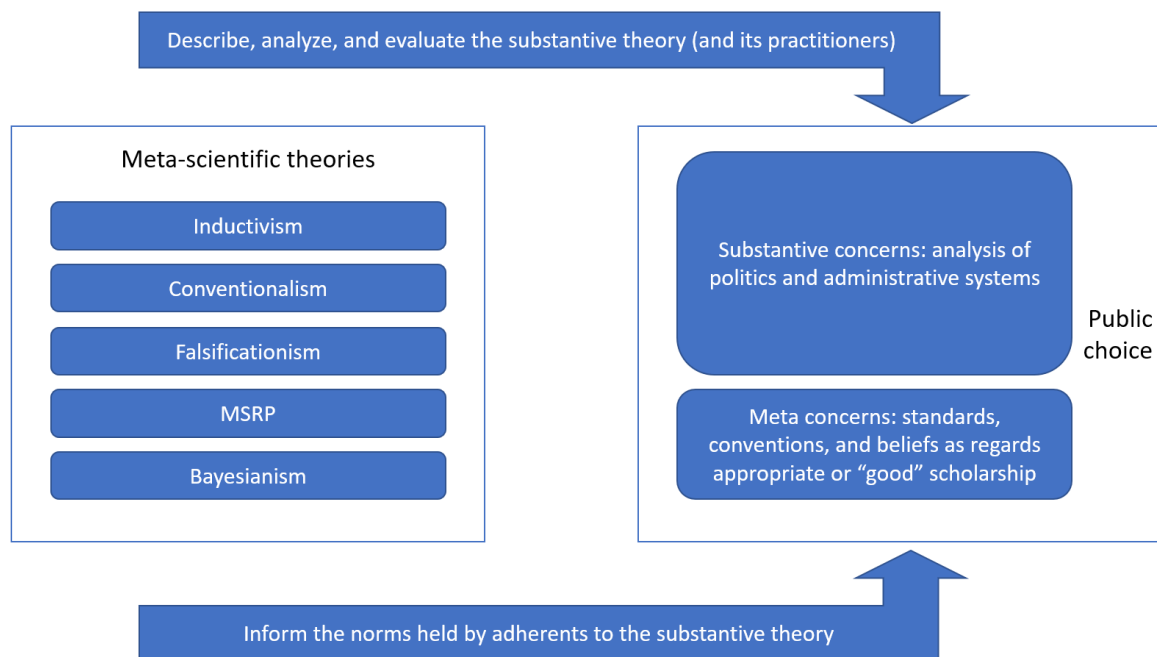 Describe, analyze, and evaluate the substantive theory (and its practitioners)
Meta-scientific theories
Inductivism
Conventionalism
Falsificationism
MSRP
Bayesianism
Substantive concerns: analysis of
politics and administrative systems
Public
choice
Meta concerns: standards,
conventions, and beliefs as regards
appropriate or “good” scholarship
Inform the norms held by adherents to the substantive theory